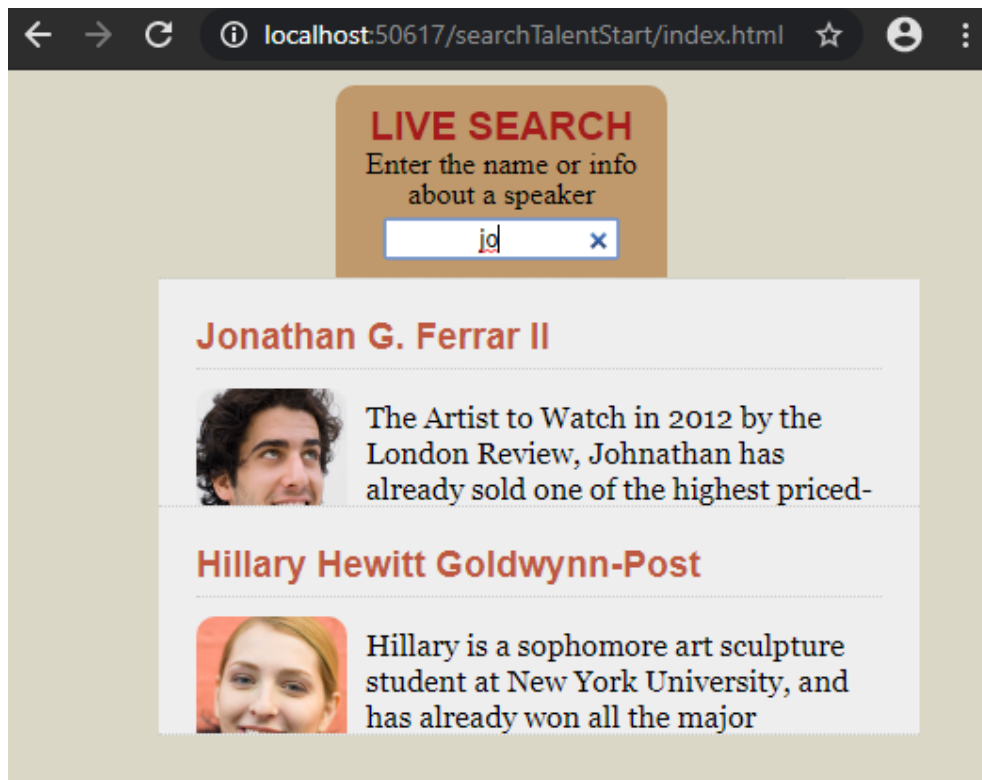 localhost:50617/searchTalentStart/index.html
LIVE SEARCH
Enter the name or info
about a speaker
jo
Jonathan G. Ferrar II
The Artist to Watch in 2012 by the
London Review, Johnathan has
already sold one of the highest priced-
Hillary Hewitt Goldwynn-Post
Hillary is a sophomore art sculpture
student at New York University, and
has already won all the major